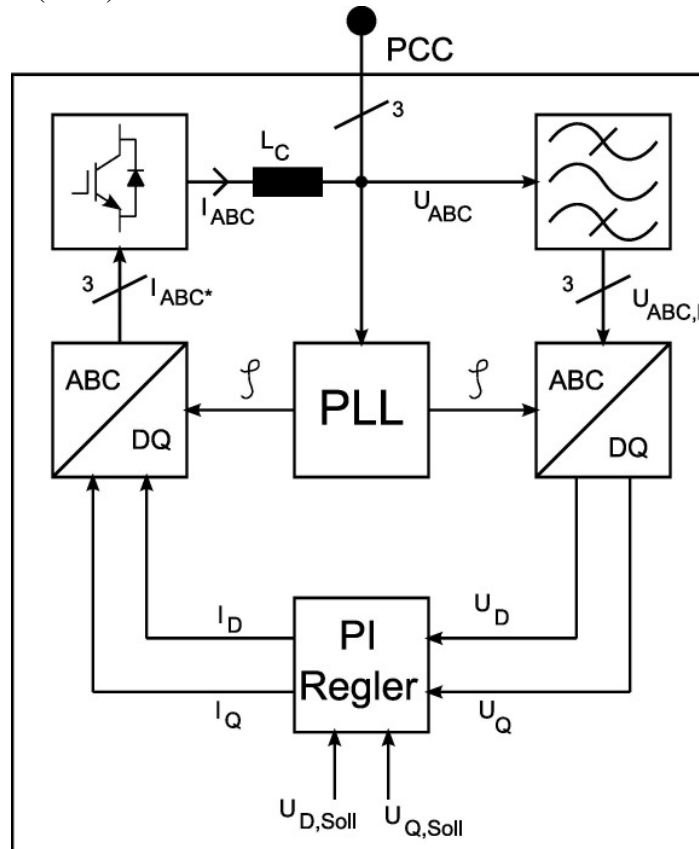 PCC
3
L_C
I_ABC
U_ABC
3
I_ABC*
3
ABC
DQ
PLL
ABC
DQ
I_D
U_D
PI
Regler
I_Q
U_Q
U_D,Soll
U_Q,Soll